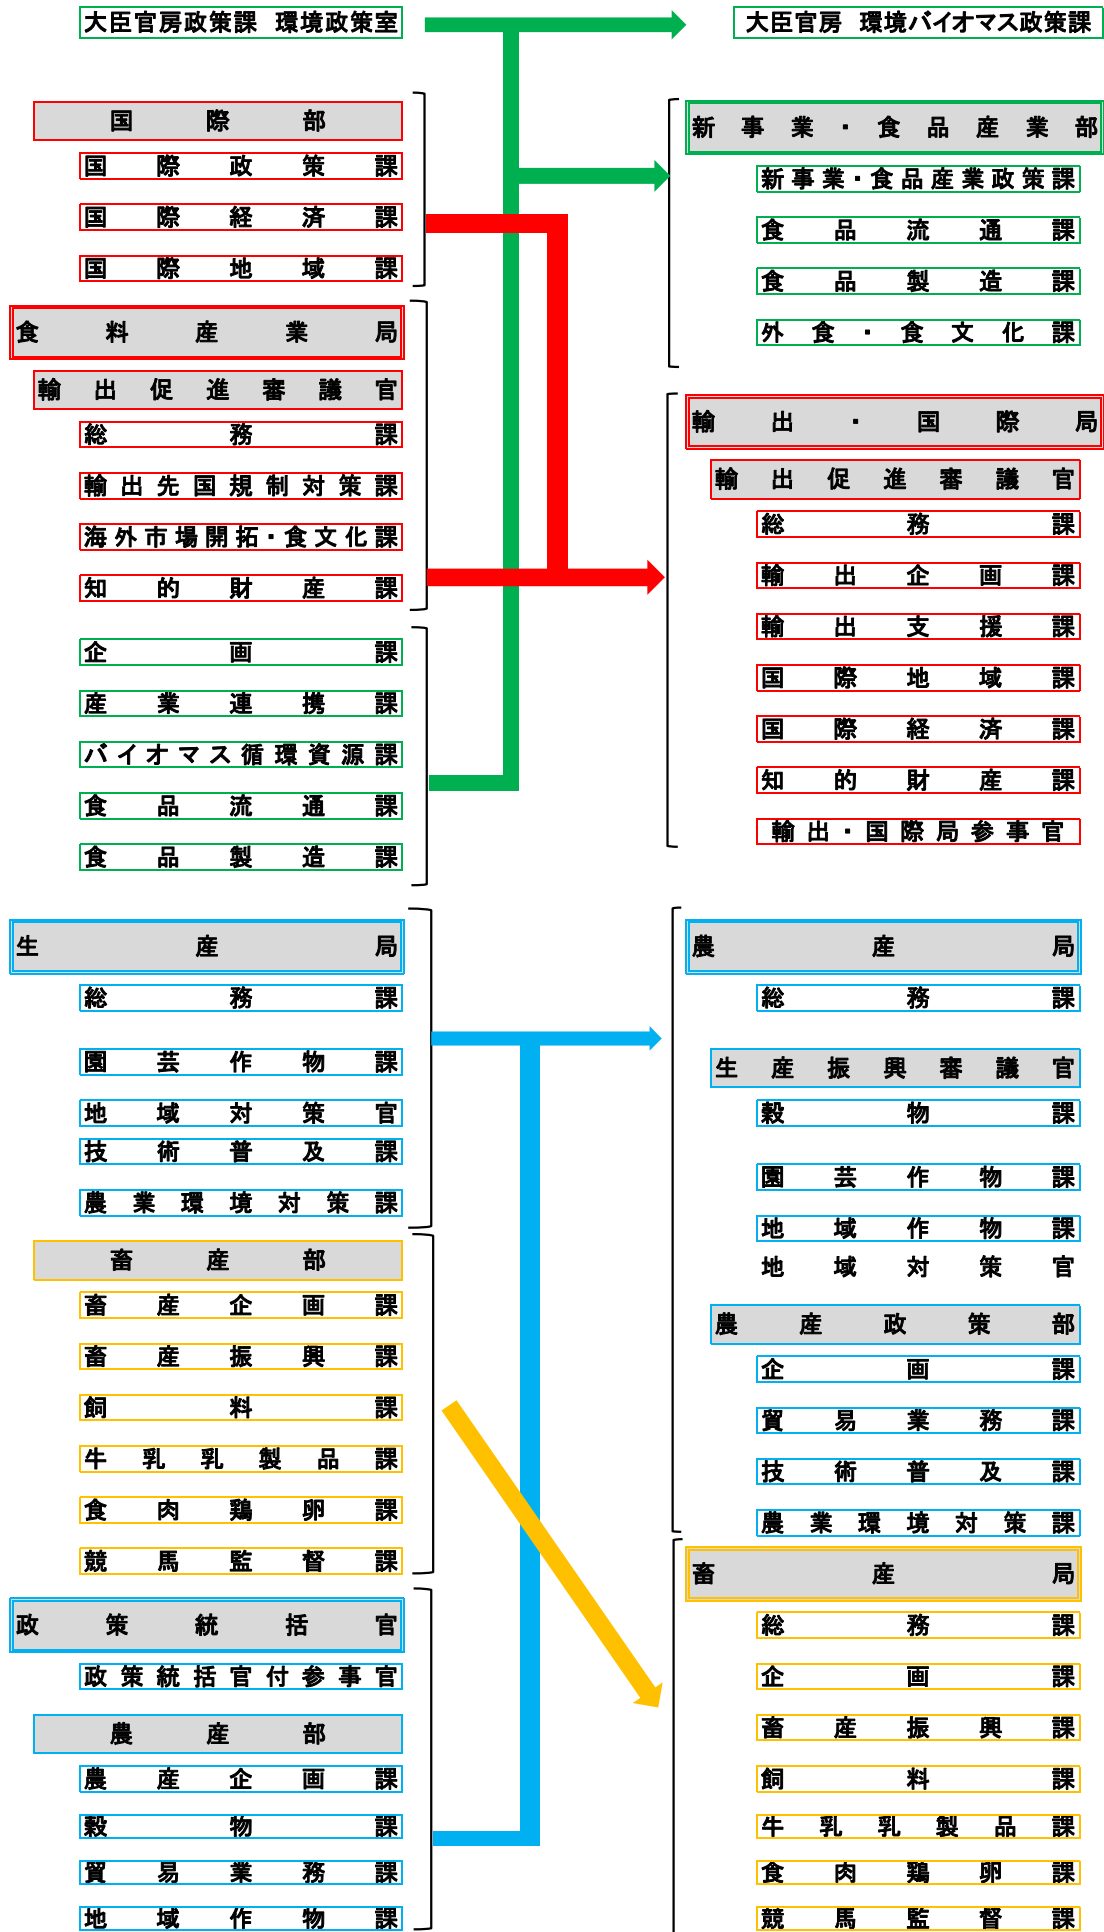 大臣官房政策課 環境政策室
国際部
国際政策課
国際経済課
国際地域課
食料産業局
輸出促進審議官
総務課
輸出先国規制対策課
海外市場開拓・食文化課
知的財産課
企画課
産業連携課
バイオマス循環資源課
食品流通課
食品製造課
生産局
総務課
園芸作物課
地域対策官
技術普及課
農業環境対策課
畜産部
畜産企画課
畜産振興課
飼料課
牛乳乳製品課
食肉鶏卵課
競馬監督課
政策統括官
政策統括官付参事官
農産部
農産企画課
穀物課
貿易業務課
地域作物課
大臣官房 環境バイオマス政策課
新事業・食品産業部
新事業・食品産業政策課
食品流通課
食品製造課
外食・食文化課
輸出・国際局
輸出促進審議官
総務課
輸出企画課
輸出支援課
国際地域課
国際経済課
知的財産課
輸出・国際局参事官
農産局
総務課
生産振興審議官
穀物課
園芸作物課
地域作物課
地域対策官
農産政策部
企画課
貿易業務課
技術普及課
農業環境対策課
畜産局
総務課
企画課
畜産振興課
飼料課
牛乳乳製品課
食肉鶏卵課
競馬監督課